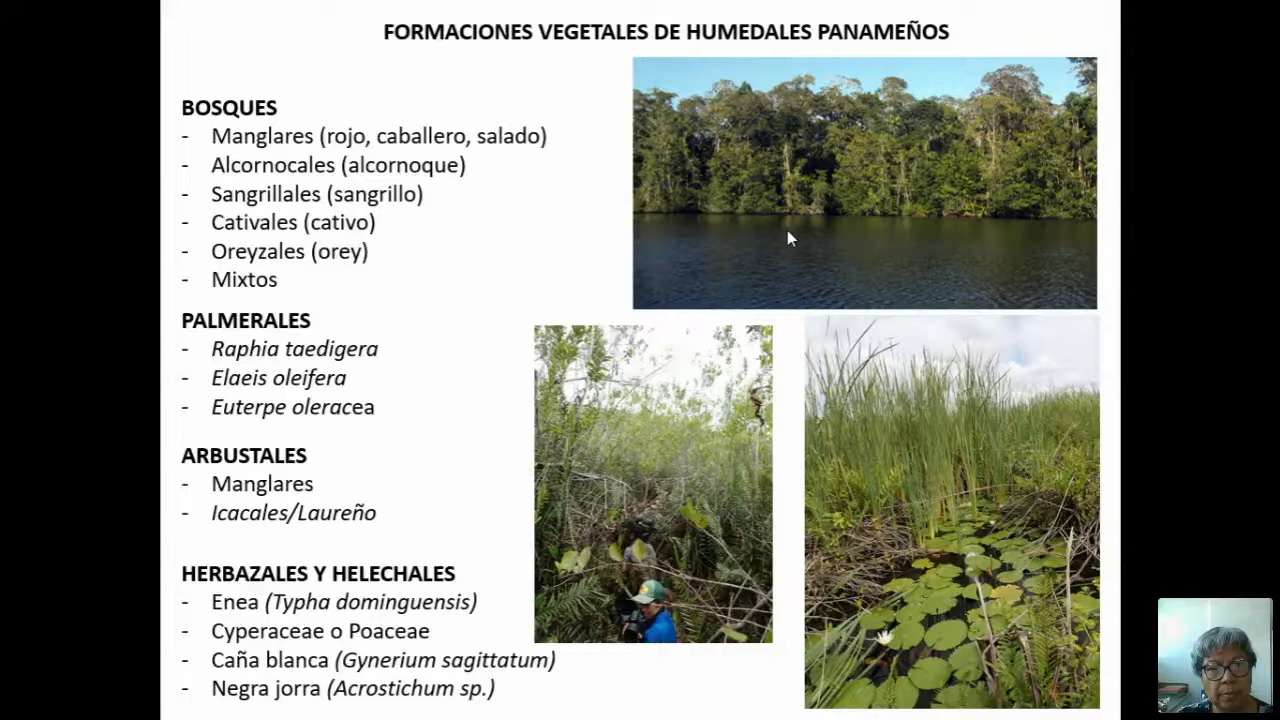 FORMACIONES VEGETALES DE HUMEDALES PANAMEÑOS
BOSQUES
- Manglares (rojo, caballero, salado)
- Alcornocales (alcornoque)
- Sangrillales (sangrillo)
- Cativales (cativo)
- Oreyzales (orey)
- Mixtos
PALMERALES
- Raphia taedigera
- Elaeis oleifera
- Euterpe oleracea
ARBUSTALES
- Manglares
- Icacales/Laureño
HERBAZALES Y HELECHALES
- Enea (Typha dominguensis)
- Cyperaceae o Poaceae
- Caña blanca (Gynerium sagittatum)
- Negra jorra (Acrostichum sp.)